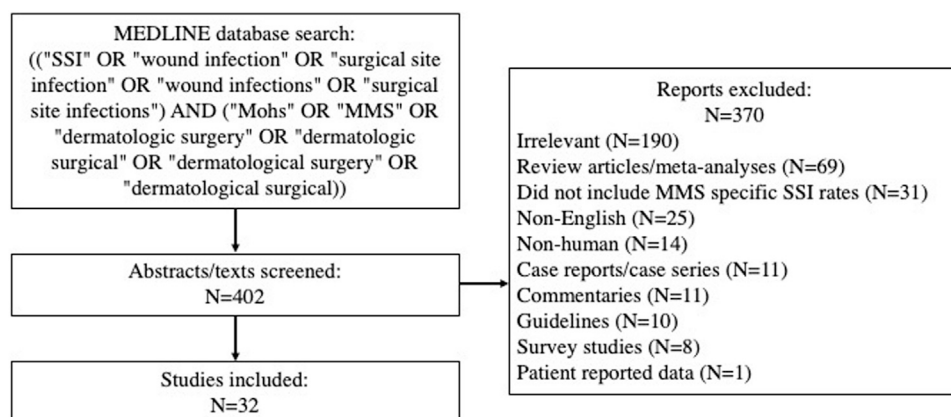 MEDLINE database search:
(("SSI" OR "wound infection" OR "surgical site
infection" OR "wound infections" OR "surgical
site infections") AND ("Mohs" OR "MMS" OR
"dermatologic surgery" OR "dermatologic
surgical" OR "dermatological surgery" OR
"dermatological surgical))
Abstracts/texts screened:
N=402
Studies included:
N=32
Reports excluded:
N=370
Irrelevant (N=190)
Review articles/meta-analyses (N=69)
Did not include MMS specific SSI rates (N=31)
Non-English (N=25)
Non-human (N=14)
Case reports/case series (N=11)
Commentaries (N=11)
Guidelines (N=10)
Survey studies (N=8)
Patient reported data (N=1)